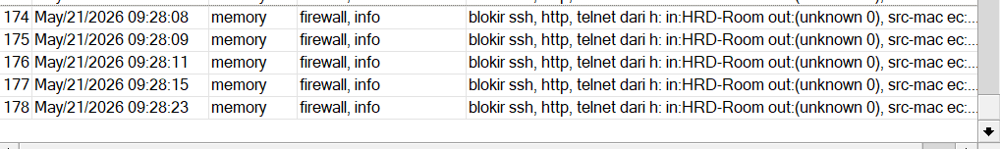 174 May/21/2026 09:28:08 memory firewall, info blokir ssh, http, telnet dari h: in:HRD-Room out:(unknown 0), src-mac ec:...
175 May/21/2026 09:28:09 memory firewall, info blokir ssh, http, telnet dari h: in:HRD-Room out:(unknown 0), src-mac ec:...
176 May/21/2026 09:28:11 memory firewall, info blokir ssh, http, telnet dari h: in:HRD-Room out:(unknown 0), src-mac ec:...
177 May/21/2026 09:28:15 memory firewall, info blokir ssh, http, telnet dari h: in:HRD-Room out:(unknown 0), src-mac ec:...
178 May/21/2026 09:28:23 memory firewall, info blokir ssh, http, telnet dari h: in:HRD-Room out:(unknown 0), src-mac ec:...